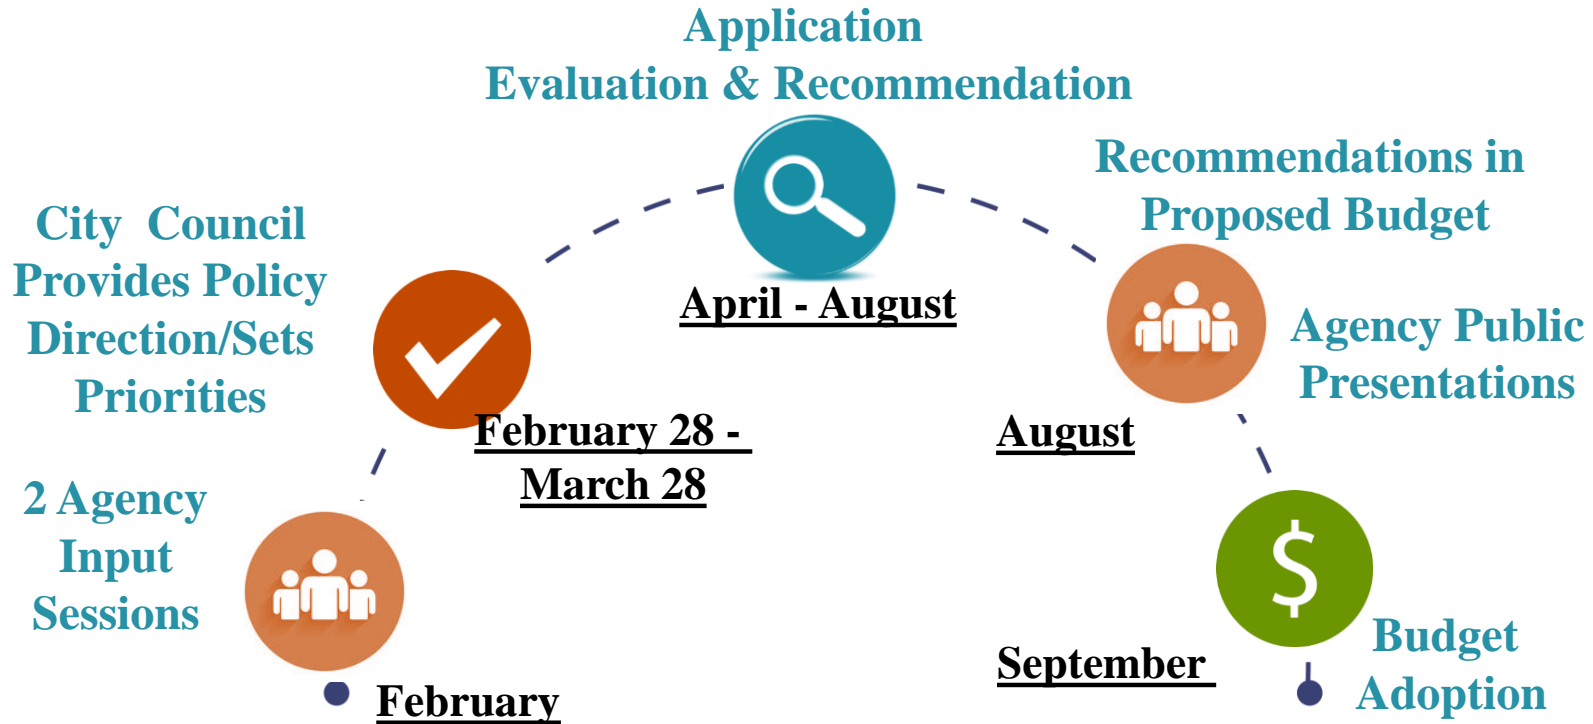 2 Agency
Input
Sessions
February
City Council
Provides Policy
Direction/Sets
Priorities
February 28 -
March 28
Application
Evaluation & Recommendation
April - August
Recommendations in
Proposed Budget
Agency Public
Presentations
August
$
Budget
Adoption
September